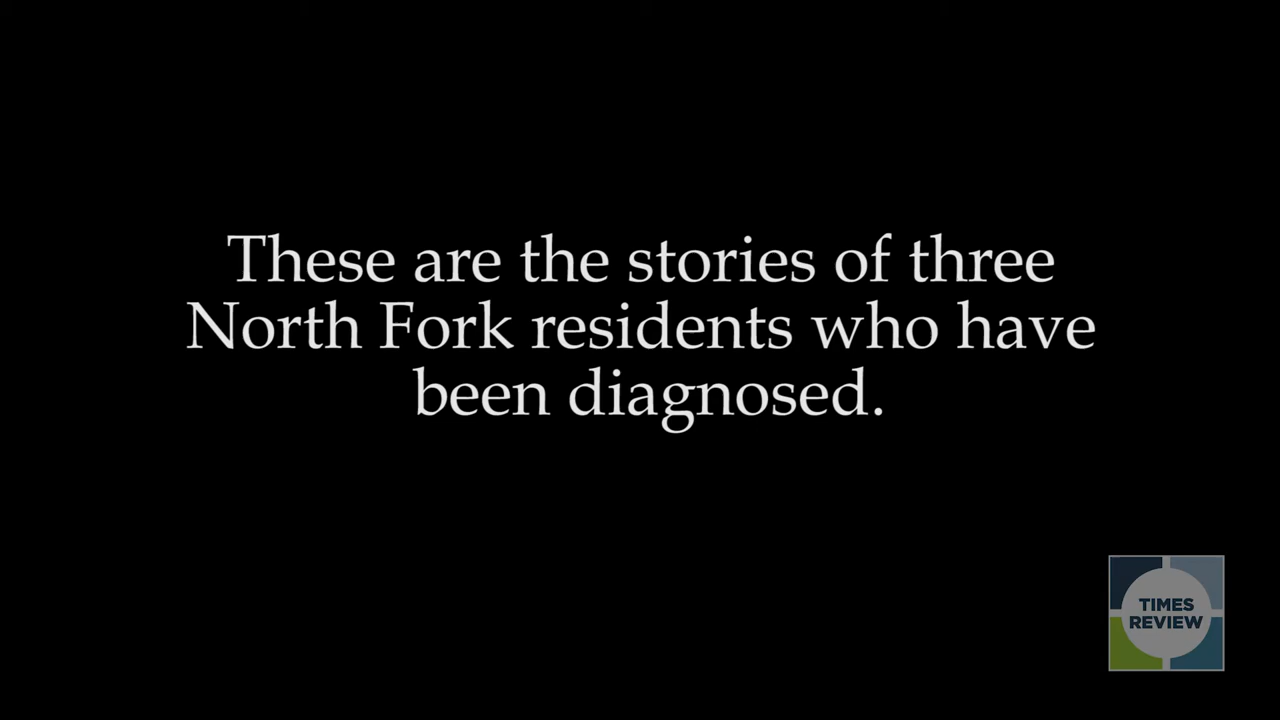 These are the stories of three
North Fork residents who have
been diagnosed.
TIMES
REVIEW